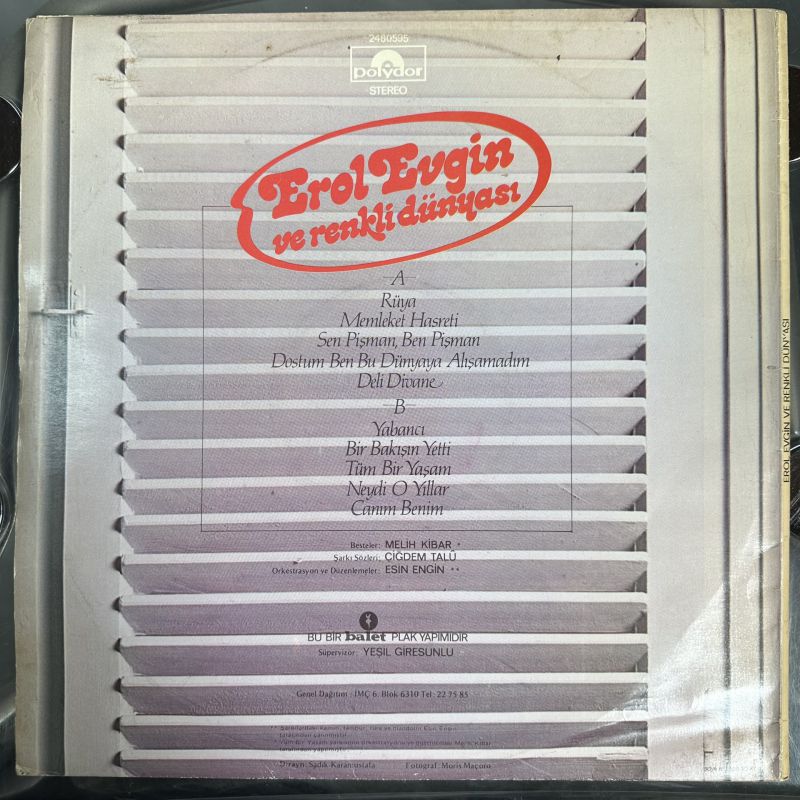 2480595
polydor
STEREO
Erol Evgin
ve renkli dünyası
A
Rüya
Memleket Hasreti
Sen Pişman, Ben Pişman
Dostum Ben Bu Dünyaya Alışamadım
Deli Divane
B
Yabancı
Bir Bakışın Yetti
Tüm Bir Yaşam
Neydi O Yıllar
Canım Benim
Besteler: MELİH KİBAR *
Şarkı Sözleri: ÇİĞDEM TALÛ
Orkestrasyon ve Düzenlemeler: ESİN ENGİN **
BU BİR balet PLAK YAPIMIDIR
Süpervizör: YEŞİL GİRESUNLU
Genel Dağıtım: İMÇ 6. Blok 6310 Tel: 22 75 85
Dizayn: Sadık Karamustafa Fotoğraf: Moris Maçoro
EROL EVGİN VE RENKLİ DÜNYASI